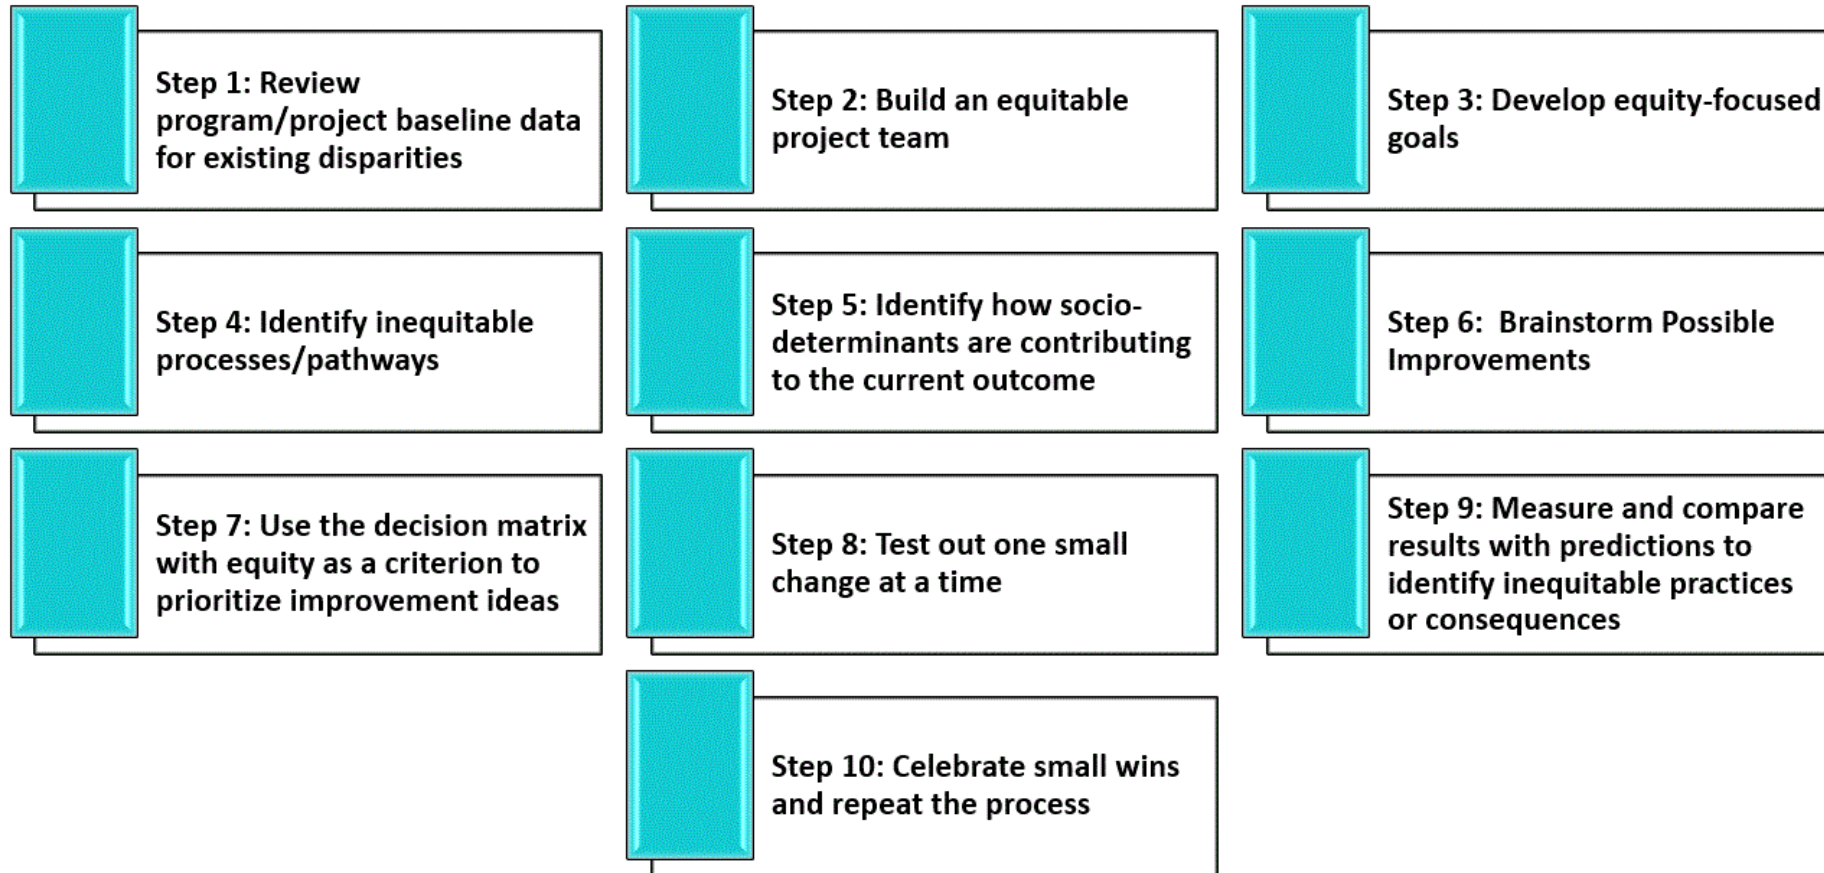 Step 1: Review
program/project baseline data
for existing disparities
Step 2: Build an equitable
project team
Step 3: Develop equity-focused
goals
Step 4: Identify inequitable
processes/pathways
Step 5: Identify how socio-
determinants are contributing
to the current outcome
Step 6:  Brainstorm Possible
Improvements
Step 7: Use the decision matrix
with equity as a criterion to
prioritize improvement ideas
Step 8: Test out one small
change at a time
Step 9: Measure and compare
results with predictions to
identify inequitable practices
or consequences
Step 10: Celebrate small wins
and repeat the process